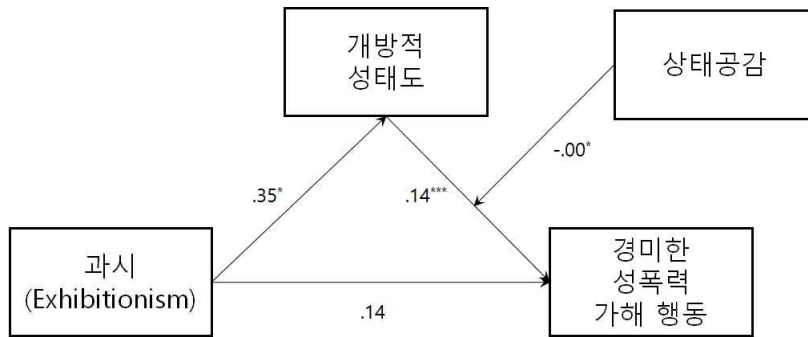 개방적
성태도
상태공감
-.00*
.35*
.14***
과시
(Exhibitionism)
경미한
성폭력
가해 행동
.14